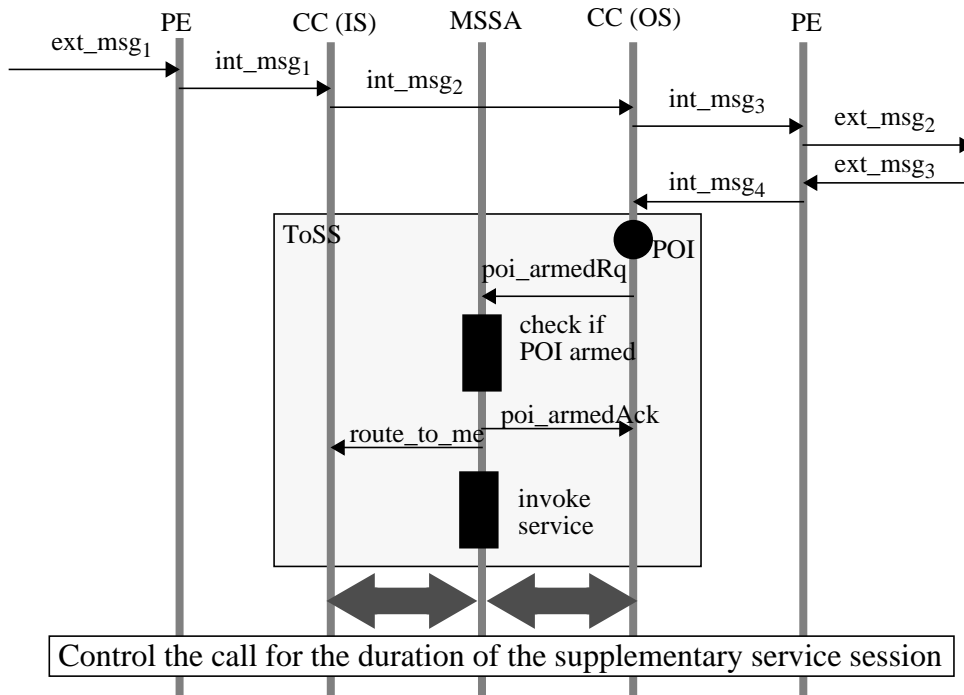 PE CC (IS) MSSA CC (OS) PE
ext_msg1
int_msg1
int_msg2
int_msg3
ext_msg2
ext_msg3
int_msg4
ToSS
POI
poi_armedRq
check if
POI armed
poi_armedAck
route_to_me
invoke
service
Control the call for the duration of the supplementary service session